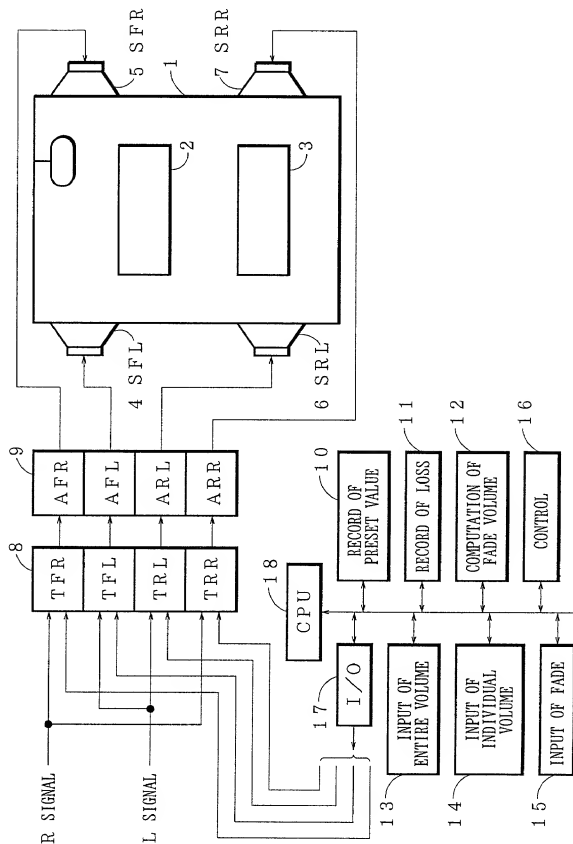 R SIGNAL
L SIGNAL
8
TFR
TFL
TRL
TRR
9
AFR
AFL
ARL
ARR
4 SFL
5 SFR
6 SRL
7 SRR
1
2
3
18
CPU
17
I/O
13
INPUT OF
ENTIRE VOLUME
14
INPUT OF
INDIVIDUAL
VOLUME
15
INPUT OF FADE
10
RECORD OF
PRESET VALUE
11
RECORD OF LOSS
12
COMPUTATION OF
FADE VOLUME
16
CONTROL